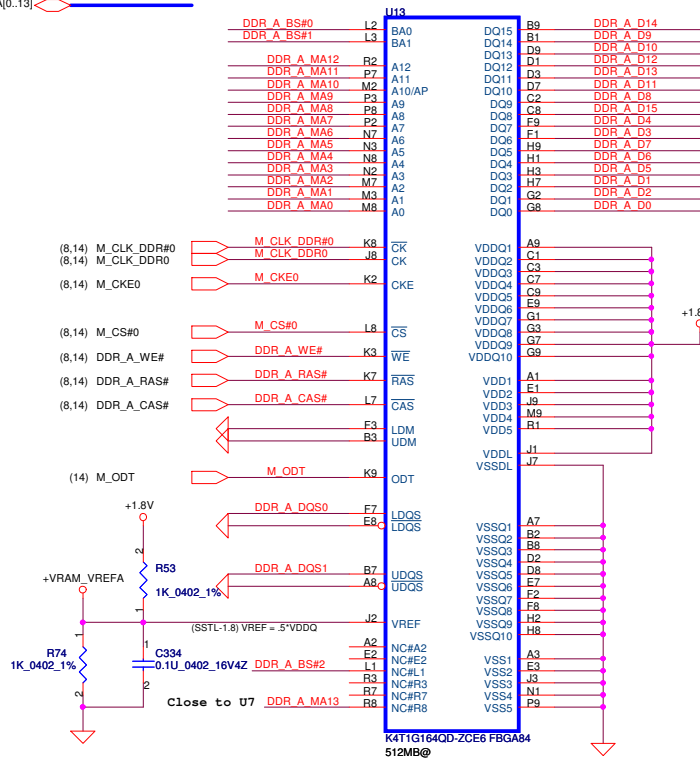 A[0..13]
U13
DDR_A_BS#0 L2 BA0 DQ15 B9 DDR_A_D14
DDR_A_BS#1 L3 BA1 DQ14 B1 DDR_A_D9
DQ13 D9 DDR_A_D10
DDR_A_MA12 R2 A12 DQ12 D1 DDR_A_D12
DDR_A_MA11 P7 A11 DQ11 D3 DDR_A_D13
DDR_A_MA10 M2 A10/AP DQ10 D7 DDR_A_D11
DDR_A_MA9 P3 A9 DQ9 C2 DDR_A_D8
DDR_A_MA8 P8 A8 DQ8 C8 DDR_A_D15
DDR_A_MA7 P2 A7 DQ7 F9 DDR_A_D4
DDR_A_MA6 N7 A6 DQ6 F1 DDR_A_D3
DDR_A_MA5 N3 A5 DQ5 H9 DDR_A_D7
DDR_A_MA4 N8 A4 DQ4 H1 DDR_A_D6
DDR_A_MA3 N2 A3 DQ3 H3 DDR_A_D5
DDR_A_MA2 M7 A2 DQ2 H7 DDR_A_D1
DDR_A_MA1 M3 A1 DQ1 G2 DDR_A_D2
DDR_A_MA0 M8 A0 DQ0 G8 DDR_A_D0
(8,14) M_CLK_DDR#0 M_CLK_DDR#0 K8 CK VDDQ1 A9
(8,14) M_CLK_DDR0 M_CLK_DDR0 J8 CK VDDQ2 C1
VDDQ3 C3
(8,14) M_CKE0 M_CKE0 K2 CKE VDDQ4 C7
VDDQ5 C9
VDDQ6 E9
VDDQ7 G1
+1.8
(8,14) M_CS#0 M_CS#0 L8 CS VDDQ8 G3
VDDQ9 G7
(8,14) DDR_A_WE# DDR_A_WE# K3 WE VDDQ10 G9
(8,14) DDR_A_RAS# DDR_A_RAS# K7 RAS VDD1 A1
VDD2 E1
(8,14) DDR_A_CAS# DDR_A_CAS# L7 CAS VDD3 J9
VDD4 M9
F3 LDM VDD5 R1
B3 UDM
VDDL J1
VSSDL J7
(14) M_ODT M_ODT K9 ODT
+1.8V
DDR_A_DQS0 F7 LDQS
E8 LDQS VSSQ1 A7
VSSQ2 B2
VSSQ3 B8
2 VSSQ4 D2
R53 DDR_A_DQS1 B7 UDQS VSSQ5 D8
+VRAM_VREFA A8 UDQS VSSQ6 E7
1K_0402_1% VSSQ7 F2
1 VSSQ8 F8
(SSTL-1.8) VREF = .5*VDDQ J2 VREF VSSQ9 H2
VSSQ10 H8
1 1 A2 NC#A2
R74 C334 E2 NC#E2 VSS1 A3
1K_0402_1% 0.1U_0402_16V4Z DDR_A_BS#2 L1 NC#L1 VSS2 E3
2 2 R3 NC#R3 VSS3 J3
R7 NC#R7 VSS4 N1
Close to U7 DDR_A_MA13 R8 NC#R8 VSS5 P9
K4T1G164QD-ZCE6 FBGA84
512MB@